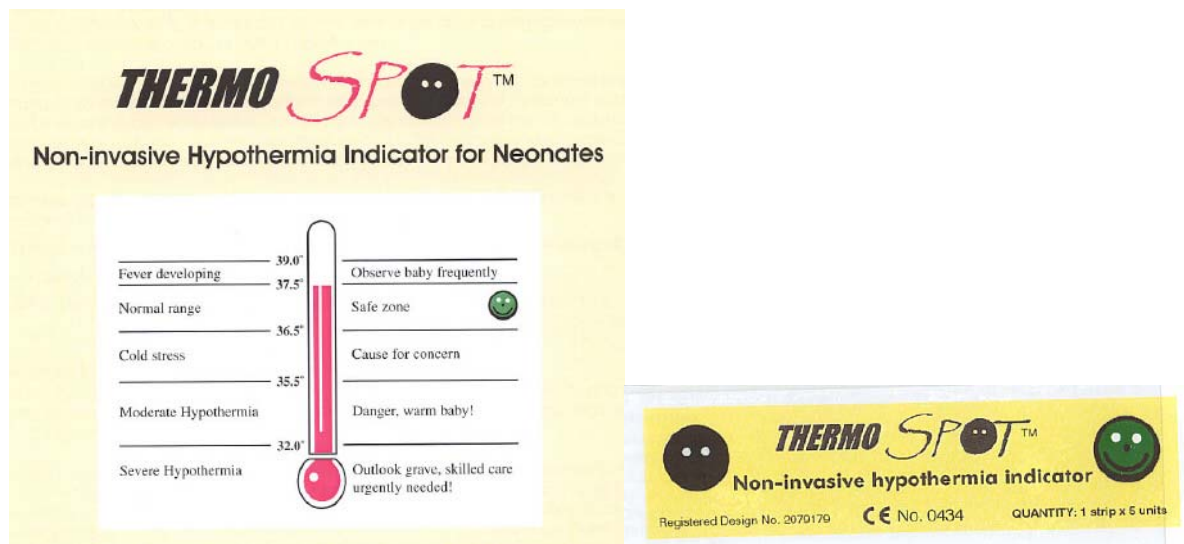 THERMO SPOT™
Non-invasive Hypothermia Indicator for Neonates
39.0°
Fever developing
Observe baby frequently
37.5°
Normal range
Safe zone
36.5°
Cold stress
Cause for concern
35.5°
Moderate Hypothermia
Danger, warm baby!
32.0°
Severe Hypothermia
Outlook grave, skilled care
urgently needed!
THERMO SPOT™
Non-invasive hypothermia indicator
Registered Design No. 2079179
CE No. 0434
QUANTITY: 1 strip x 5 units